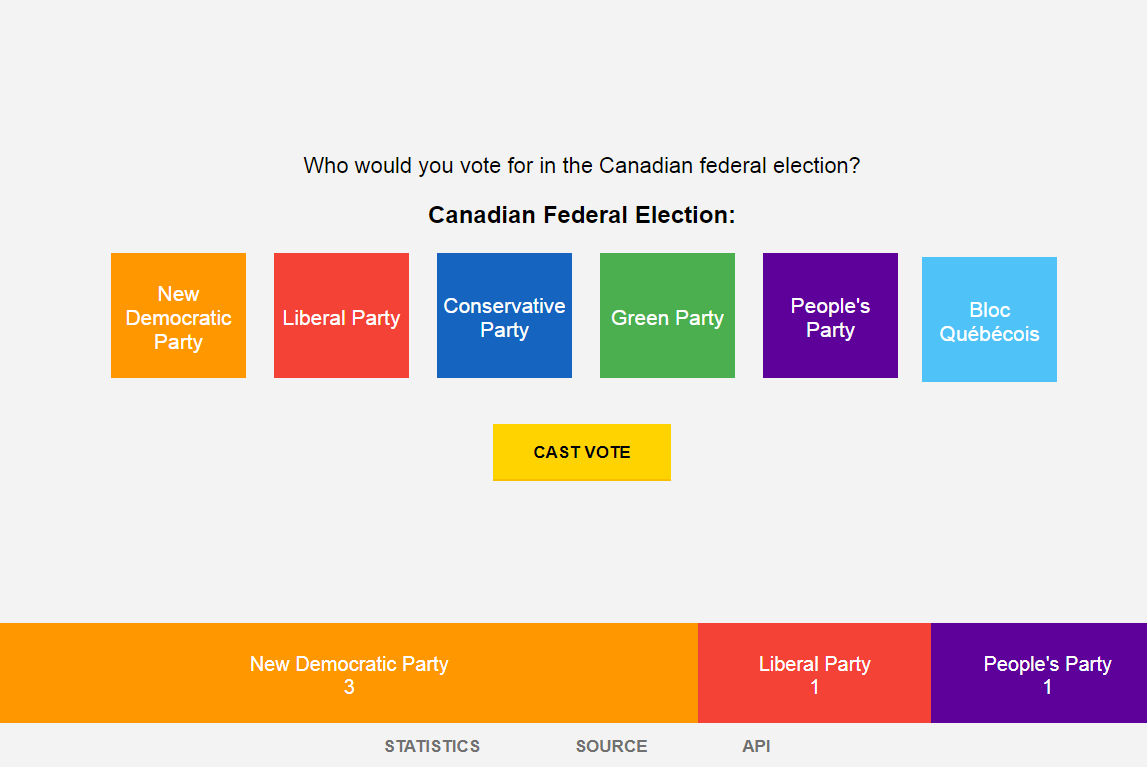 Who would you vote for in the Canadian federal election?
Canadian Federal Election:
New
Democratic
Party
Liberal Party
Conservative
Party
Green Party
People's
Party
Bloc
Québécois
CAST VOTE
New Democratic Party
3
Liberal Party
1
People's Party
1
STATISTICS
SOURCE
API